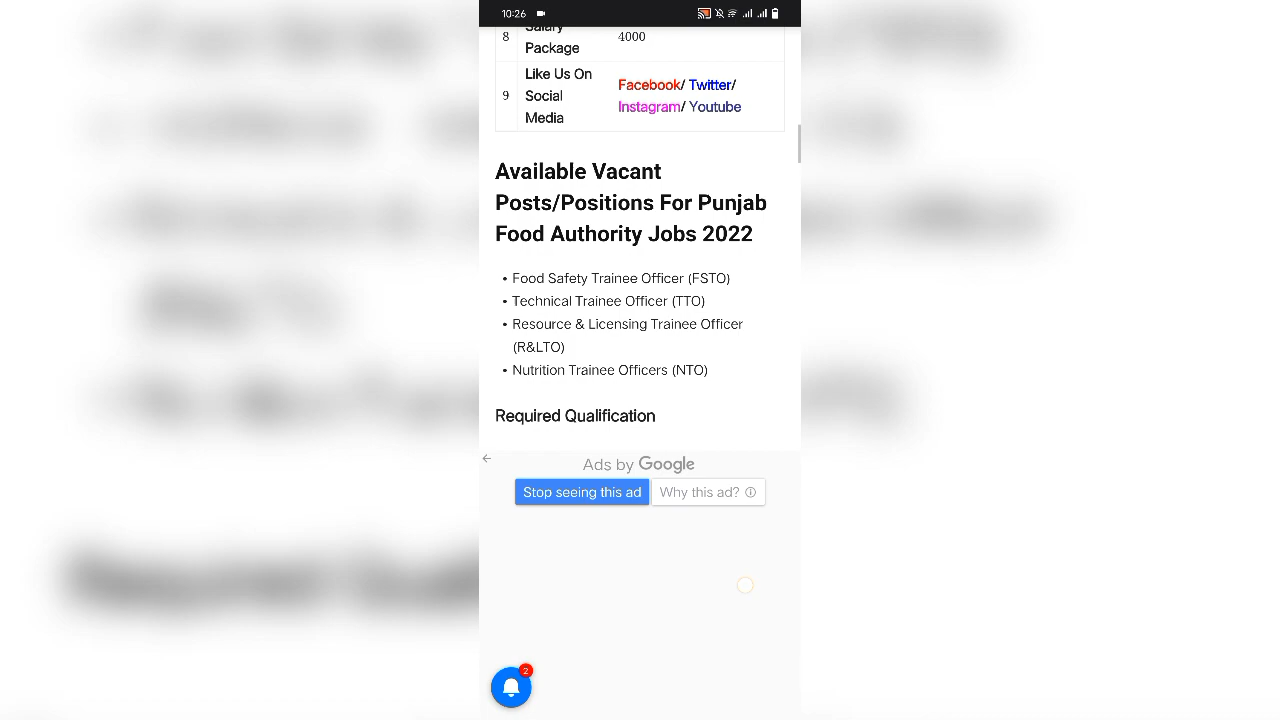 10:26
8
Salary
Package
4000
9
Like Us On
Social
Media
Facebook/ Twitter/
Instagram/ Youtube
Available Vacant
Posts/Positions For Punjab
Food Authority Jobs 2022
• Food Safety Trainee Officer (FSTO)
• Technical Trainee Officer (TTO)
• Resource & Licensing Trainee Officer
(R&LTO)
• Nutrition Trainee Officers (NTO)
Required Qualification
Ads by Google
Stop seeing this ad
Why this ad?
2